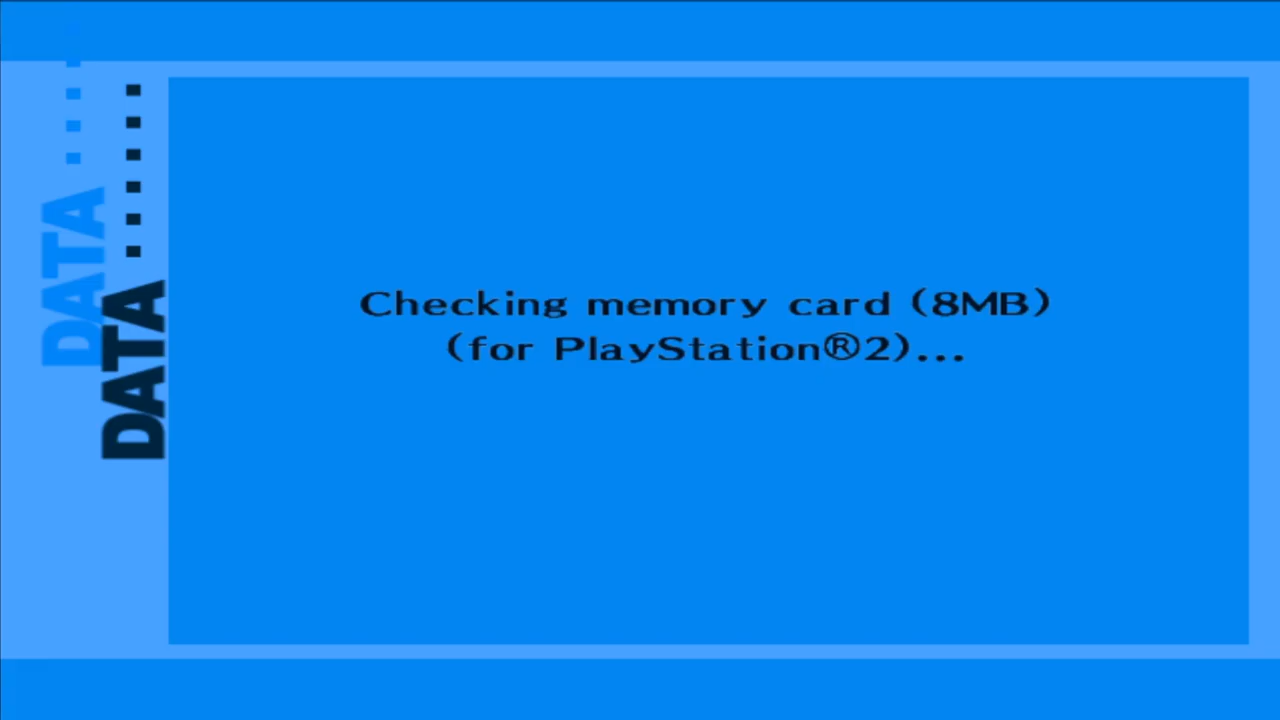 DATA ......
DATA ....
Checking memory card (8MB)
(for PlayStation®2)...